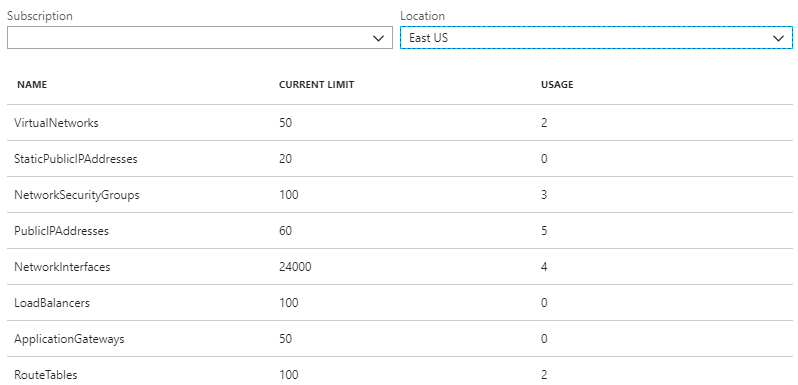 Subscription Location
East US
NAME CURRENT LIMIT USAGE
VirtualNetworks 50 2
StaticPublicIPAddresses 20 0
NetworkSecurityGroups 100 3
PublicIPAddresses 60 5
NetworkInterfaces 24000 4
LoadBalancers 100 0
ApplicationGateways 50 0
RouteTables 100 2